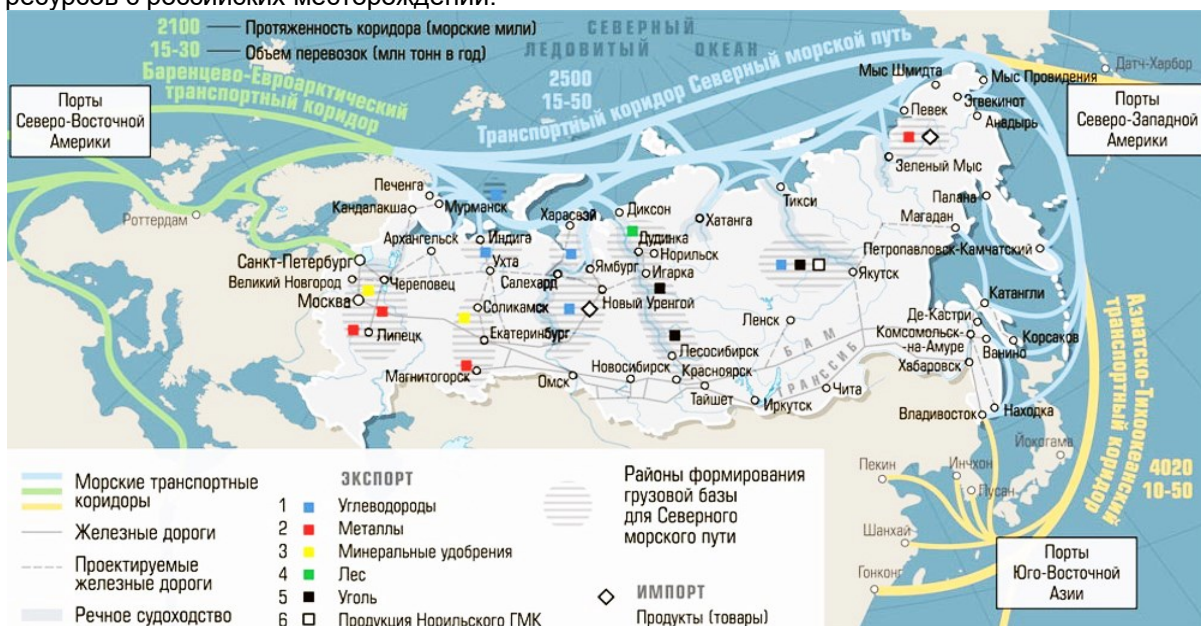 ресурсов с российских месторождений.
2100 — Протяженность коридора (морские мили)
15-30 — Объем перевозок (млн тонн в год)
СЕВЕРНЫЙ
ЛЕДОВИТЫЙ ОКЕАН
Баренцево-Евроарктический
транспортный коридор
2500
15-50
Транспортный коридор Северный морской путь
Порты
Северо-Восточной
Америки
Порты
Северо-Западной
Америки
Датч-Харбор
Мыс Шмидта
Мыс Провидения
Певек
Эгвекинот
Анадырь
Зеленый Мыс
Роттердам
Печенга
Кандалакша
Мурманск
Харасвэй
Диксон
Хатанга
Тикси
Палана
Магадан
Архангельск
Индига
Дудинка
Норильск
Петропавловск-Камчатский
Санкт-Петербург
Ухта
Салехард
Ямбург
Игарка
Якутск
Великий Новгород
Череповец
Москва
Соликамск
Новый Уренгой
Катангли
Липецк
Екатеринбург
Ленск
Де-Кастри
Комсомольск-
-на-Амуре
Корсаков
Ванино
Хабаровск
БАМ
ТРАНССИБ
Магнитогорск
Омск
Новосибирск
Лесосибирск
Красноярск
Тайшет
Иркутск
Чита
Владивосток
Находка
Азиатско-Тихоокеанский
транспортный коридор
4020
10-50
Йокогама
Пекин
Инчхон
Пусан
Шанхай
Гонконг
Порты
Юго-Восточной
Азии
Морские транспортные
коридоры
Железные дороги
Проектируемые
железные дороги
Речное судоходство
ЭКСПОРТ
1 Углеводороды
2 Металлы
3 Минеральные удобрения
4 Лес
5 Уголь
6 Продукция Норильского ГМК
Районы формирования
грузовой базы
для Северного
морского пути
ИМПОРТ
Продукты (товары)